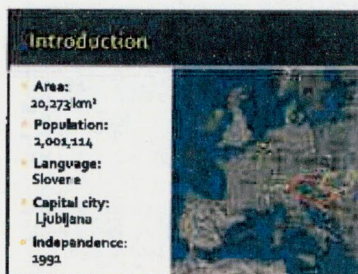 Introduction
Area:
20,273 km²
Population:
2,001,114
Language:
Slovene
Capital city:
Ljubljana
Independence:
1991